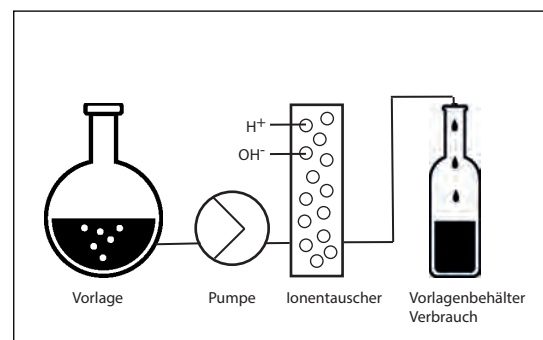 H⁺
OH⁻
Vorlage
Pumpe
Ionentauscher
Vorlagenbehälter
Verbrauch